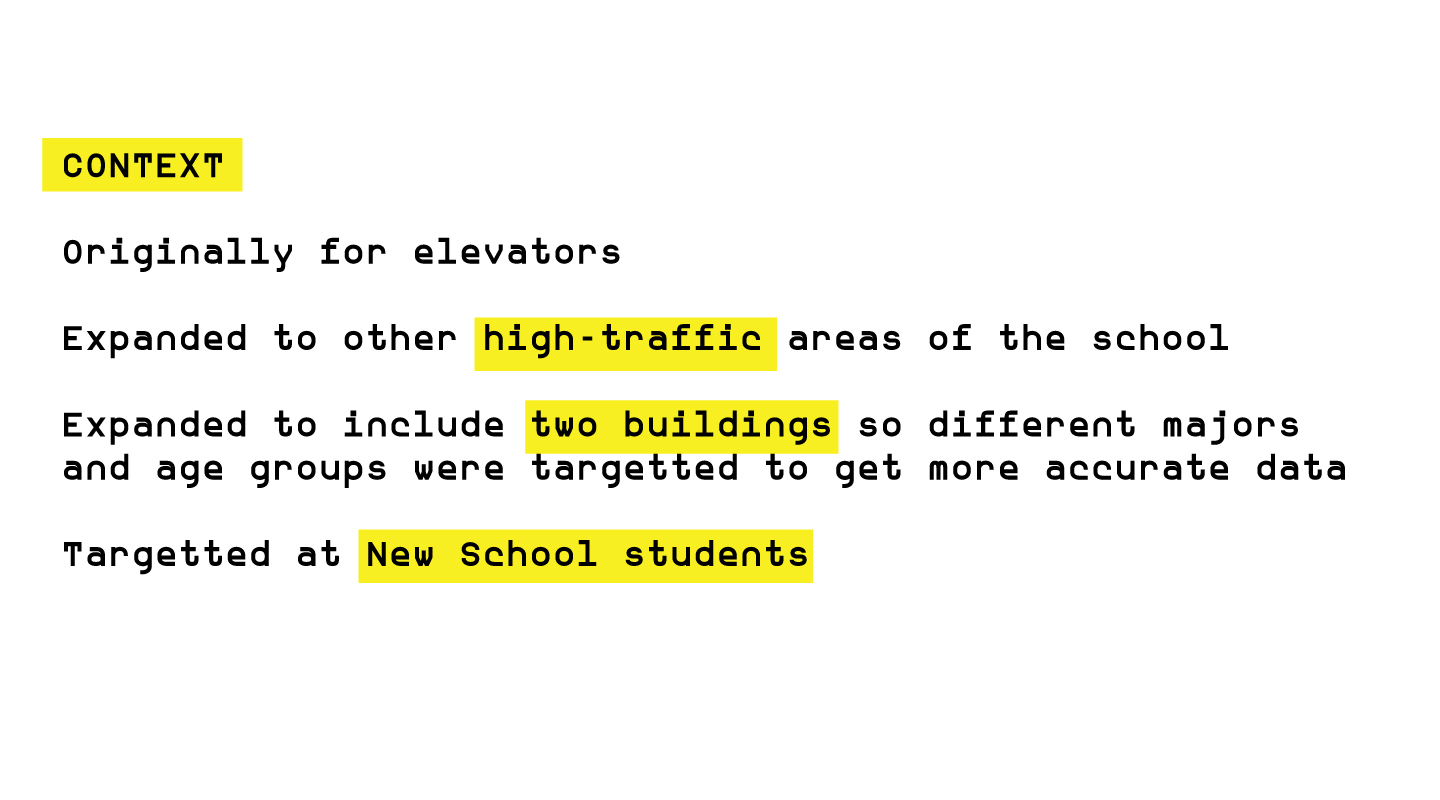 CONTEXT
Originally for elevators
Expanded to other high-traffic areas of the school
Expanded to include two buildings so different majors
and age groups were targetted to get more accurate data
Targetted at New School students